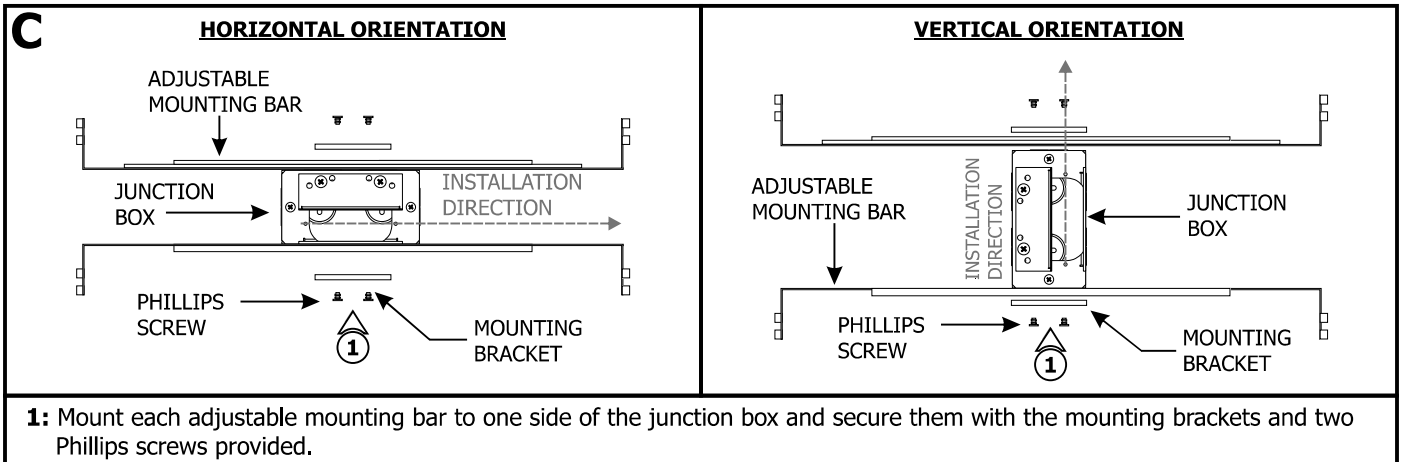 C
HORIZONTAL ORIENTATION
ADJUSTABLE
MOUNTING BAR
JUNCTION
BOX
INSTALLATION
DIRECTION
PHILLIPS
SCREW
MOUNTING
BRACKET
1
VERTICAL ORIENTATION
ADJUSTABLE
MOUNTING BAR
INSTALLATION
DIRECTION
JUNCTION
BOX
PHILLIPS
SCREW
MOUNTING
BRACKET
1
1: Mount each adjustable mounting bar to one side of the junction box and secure them with the mounting brackets and two
Phillips screws provided.